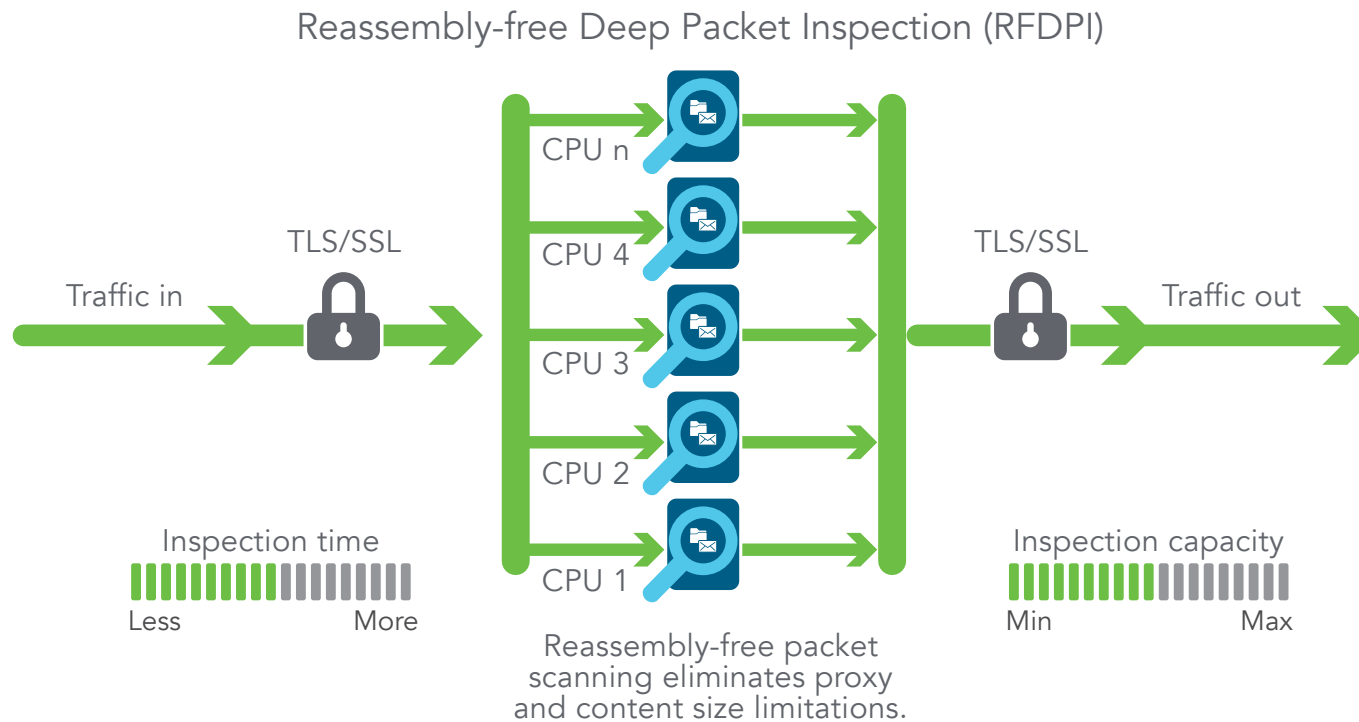 Reassembly-free Deep Packet Inspection (RFDPI)
CPU n
TLS/SSL
CPU 4
TLS/SSL
Traffic in
Traffic out
CPU 3
CPU 2
Inspection time
Less More
CPU 1
Inspection capacity
Min Max
Reassembly-free packet
scanning eliminates proxy
and content size limitations.